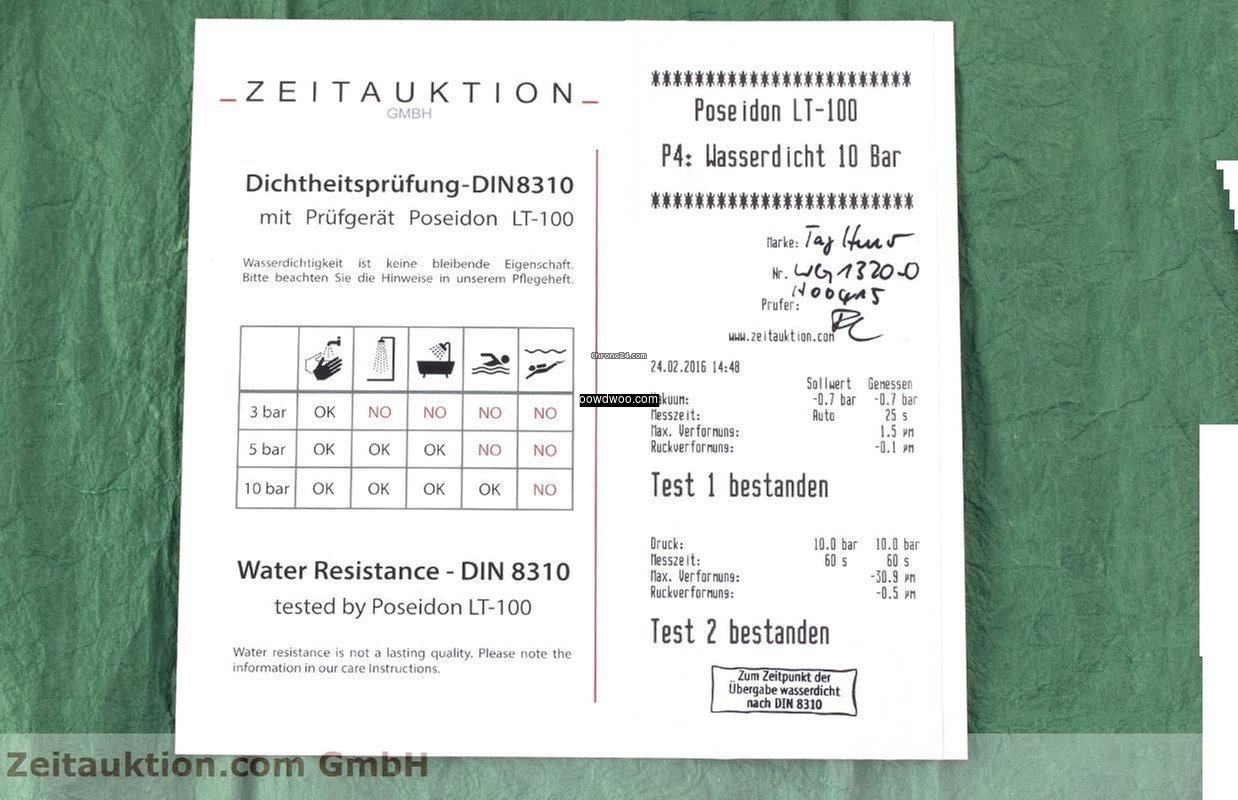 ZEITAUKTION
GMBH
Dichtheitsprüfung-DIN8310
mit Prüfgerät Poseidon LT-100
Wasserdichtigkeit ist keine bleibende Eigenschaft.
Bitte beachten Sie die Hinweise in unserem Pflegeheft.
3 bar OK NO NO NO NO
5 bar OK OK OK NO NO
10 bar OK OK OK OK NO
Water Resistance - DIN 8310
tested by Poseidon LT-100
Water resistance is not a lasting quality. Please note the
information in our care Instructions.
Poseidon LT-100
P4: Wasserdicht 10 Bar
Marke: Tag Heuer
Nr. WG1320-0
Prufer:
www.zeitauktion.com
24.02.2016 14:48
Sollwert Gemessen
-0.7 bar -0.7 bar
Messzeit: Auto 25 s
Max. Verformung: 1.5 µm
Ruckverformung: -0.1 µm
Test 1 bestanden
Druck: 10.0 bar 10.0 bar
Messzeit: 60 s 60 s
Max. Verformung: -30.9 µm
Ruckverformung: -0.5 µm
Test 2 bestanden
Zum Zeitpunkt der
Übergabe wasserdicht
nach DIN 8310
Chrono24.com
oowdwoo.com
Zeitauktion.com GmbH